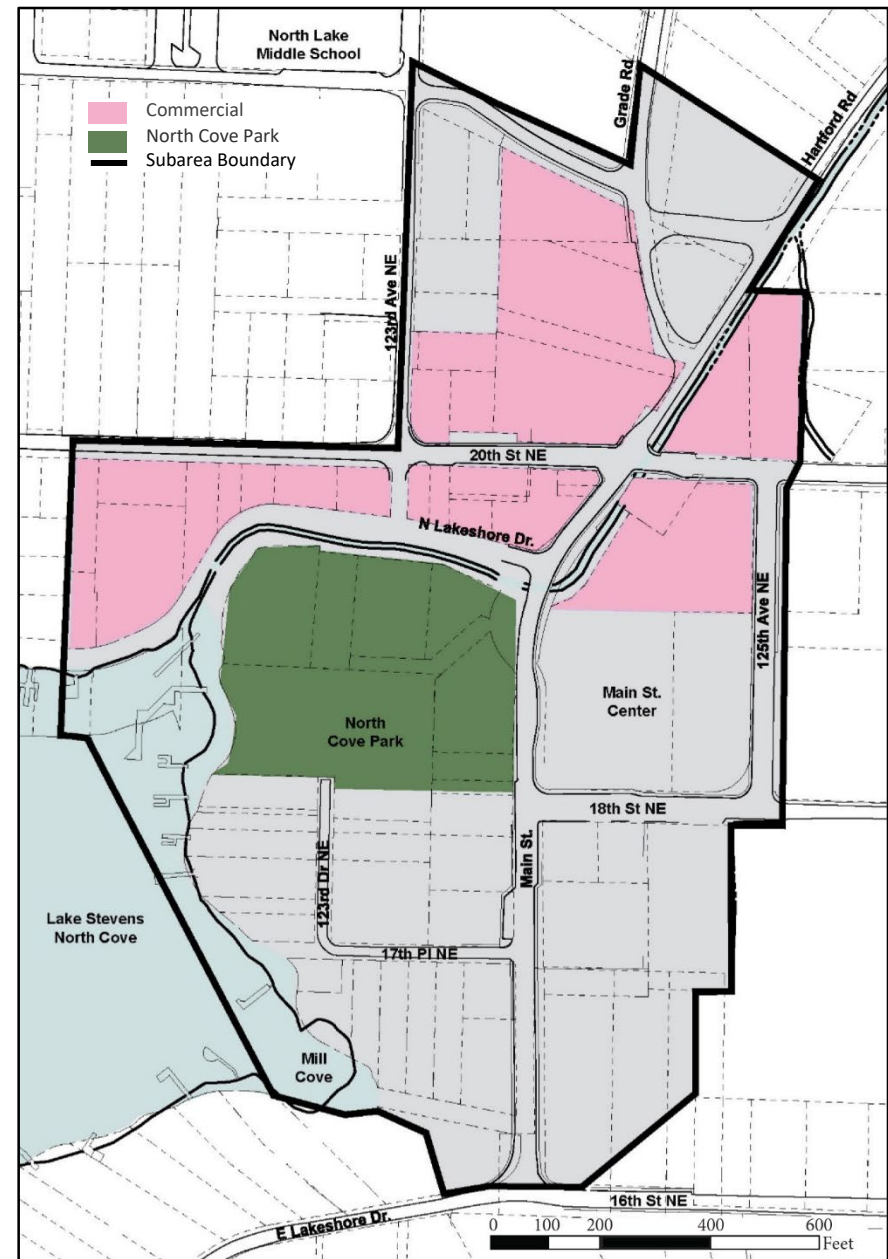 North Lake
Middle School
Grade Rd
Hartford Rd
Commercial
North Cove Park
Subarea Boundary
123rd Ave NE
20th St NE
N Lakeshore Dr.
125th Ave NE
Main St.
Center
North
Cove Park
18th St NE
Main St.
123rd Dr NE
Lake Stevens
North Cove
17th Pl NE
Mill
Cove
16th St NE
E Lakeshore Dr.
0 100 200 400 600
Feet